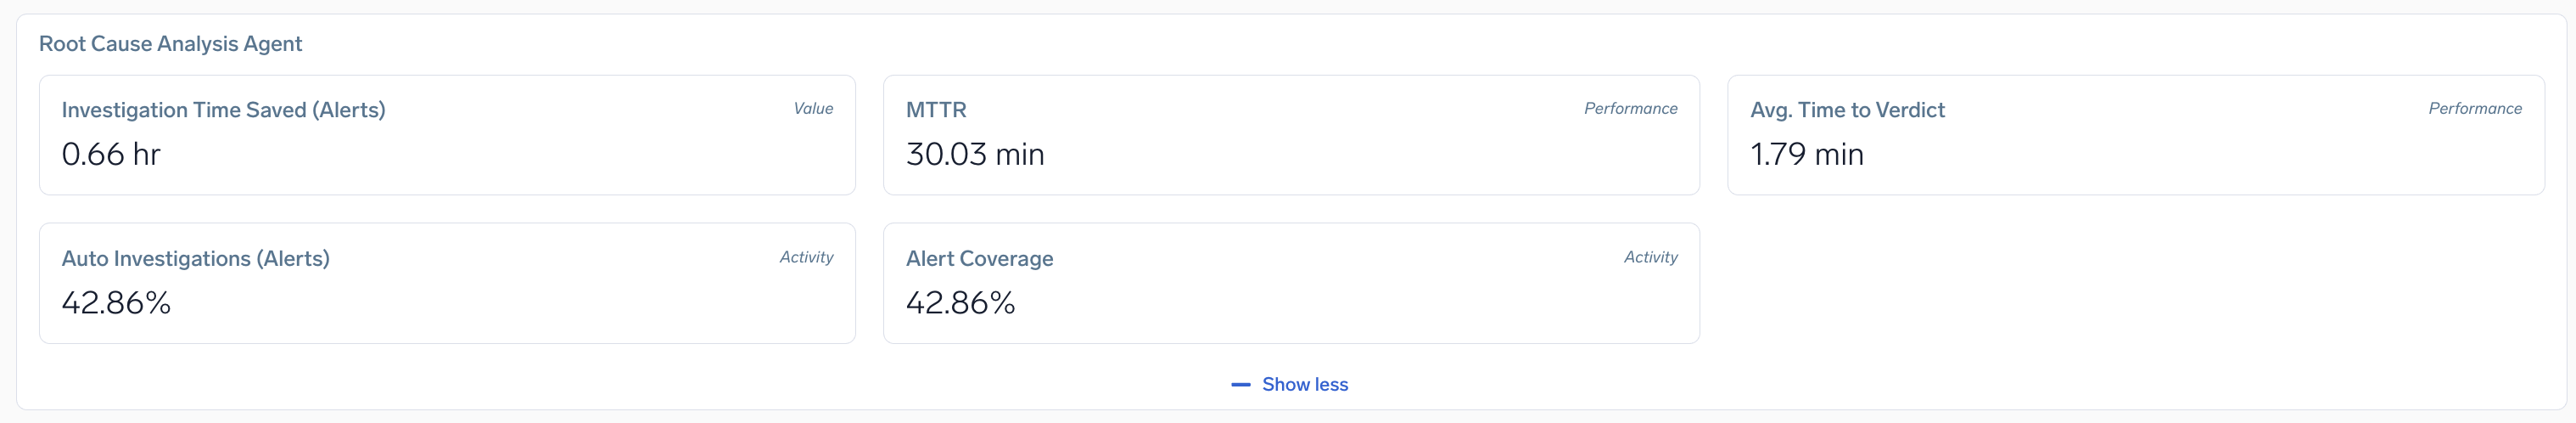 Root Cause Analysis Agent
Investigation Time Saved (Alerts)
Value
0.66 hr
MTTR
Performance
30.03 min
Avg. Time to Verdict
Performance
1.79 min
Auto Investigations (Alerts)
Activity
42.86%
Alert Coverage
Activity
42.86%
Show less